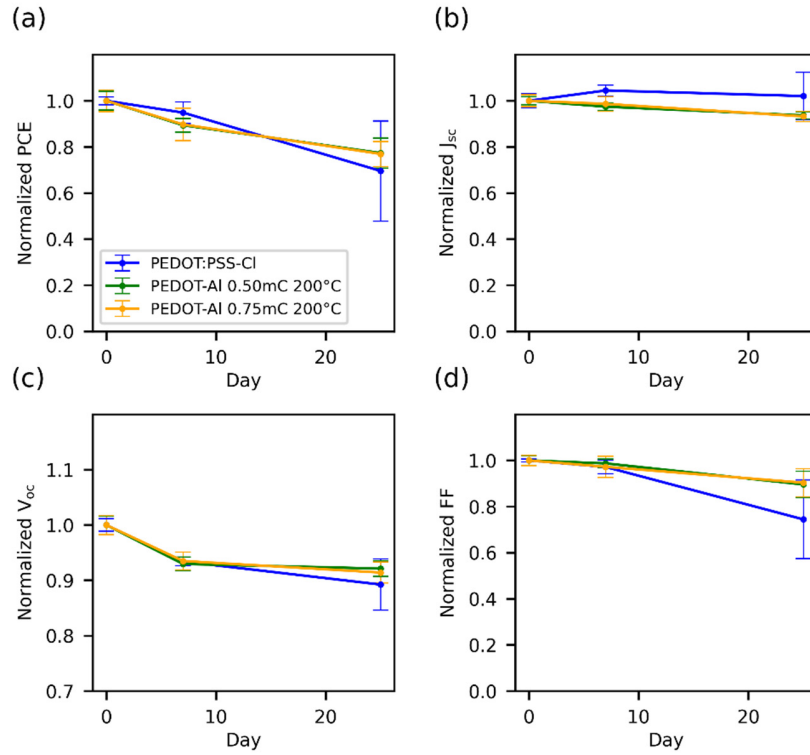 (a)
Normalized PCE
1.0
0.8
0.6
0.4
0.2
0.0
PEDOT:PSS-Cl
PEDOT-Al 0.50mC 200°C
PEDOT-Al 0.75mC 200°C
0
10
20
Day
(b)
Normalized Jsc
1.0
0.8
0.6
0.4
0.2
0.0
0
10
20
Day
(c)
Normalized Voc
1.1
1.0
0.9
0.8
0.7
0
10
20
Day
(d)
Normalized FF
1.0
0.8
0.6
0.4
0.2
0.0
0
10
20
Day